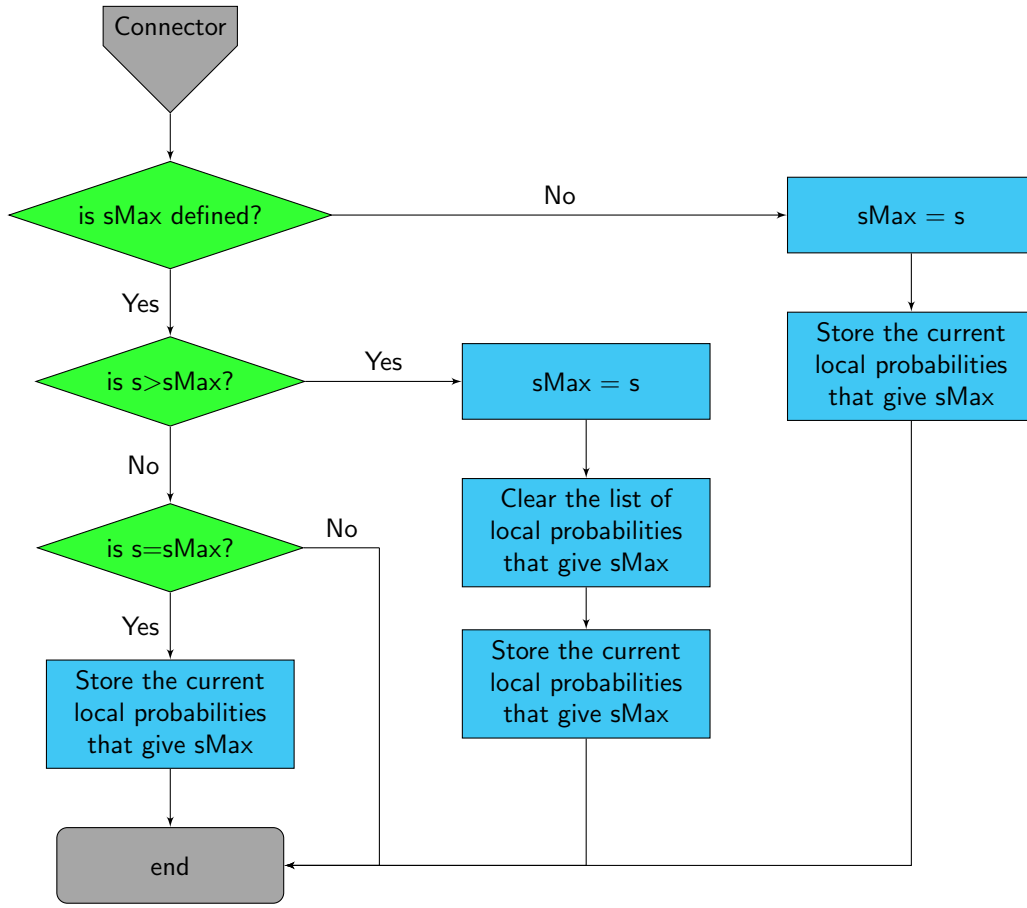 Connector
is sMax defined?
No
sMax = s
Yes
Store the current
local probabilities
that give sMax
is s>sMax?
Yes
sMax = s
No
Clear the list of
local probabilities
that give sMax
is s=sMax?
No
Yes
Store the current
local probabilities
that give sMax
Store the current
local probabilities
that give sMax
end